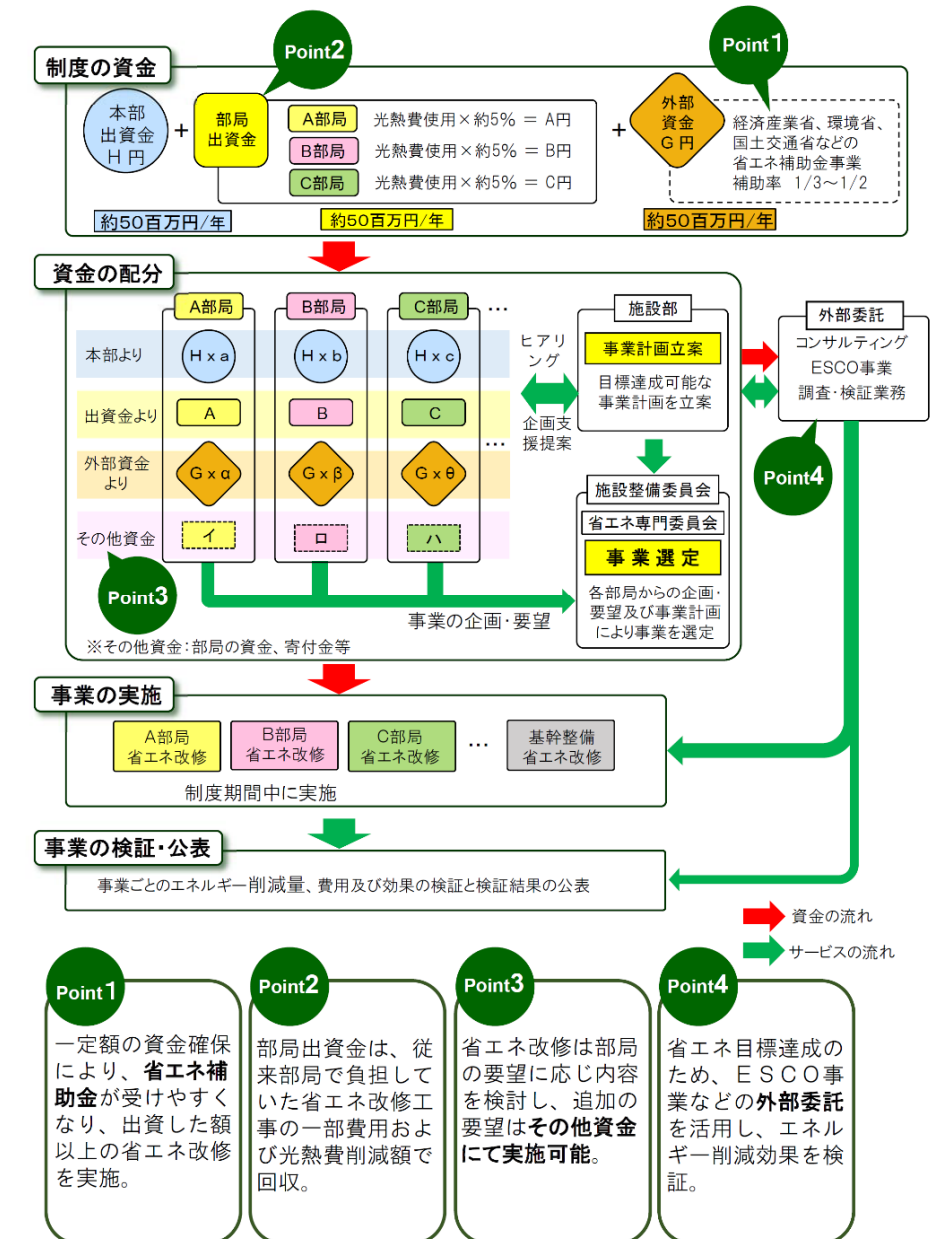 Point2
Point1
制度の資金
本部
出資金
H 円
+
部局
出資金
A部局 光熱費使用×約5% = A円
B部局 光熱費使用×約5% = B円
C部局 光熱費使用×約5% = C円
+
外部
資金
G 円
経済産業省、環境省、
国土交通省などの
省エネ補助金事業
補助率 1/3~1/2
約50百万円/年
約50百万円/年
約50百万円/年
資金の配分
A部局
B部局
C部局
…
本部より
H x a
H x b
H x c
出資金より
A
B
C
外部資金
より
G x α
G x β
G x θ
…
その他資金
イ
ロ
ハ
Point3
※その他資金:部局の資金、寄付金等
事業の企画・要望
ヒアリ
ング
企画支
援提案
施設部
事業計画立案
目標達成可能な
事業計画を立案
施設整備委員会
省エネ専門委員会
事業選定
各部局からの企画・
要望及び事業計画
により事業を選定
外部委託
コンサルティング
ESCO事業
調査・検証業務
Point4
事業の実施
A部局
省エネ改修
B部局
省エネ改修
C部局
省エネ改修
…
基幹整備
省エネ改修
制度期間中に実施
事業の検証・公表
事業ごとのエネルギー削減量、費用及び効果の検証と検証結果の公表
資金の流れ
サービスの流れ
Point1
一定額の資金確保
により、省エネ補
助金が受けやすく
なり、出資した額
以上の省エネ改修
を実施。
Point2
部局出資金は、従
来部局で負担して
いた省エネ改修工
事の一部費用およ
び光熱費削減額で
回収。
Point3
省エネ改修は部局
の要望に応じ内容
を検討し、追加の
要望はその他資金
にて実施可能。
Point4
省エネ目標達成の
ため、ESCO事
業などの外部委託
を活用し、エネル
ギー削減効果を検
証。